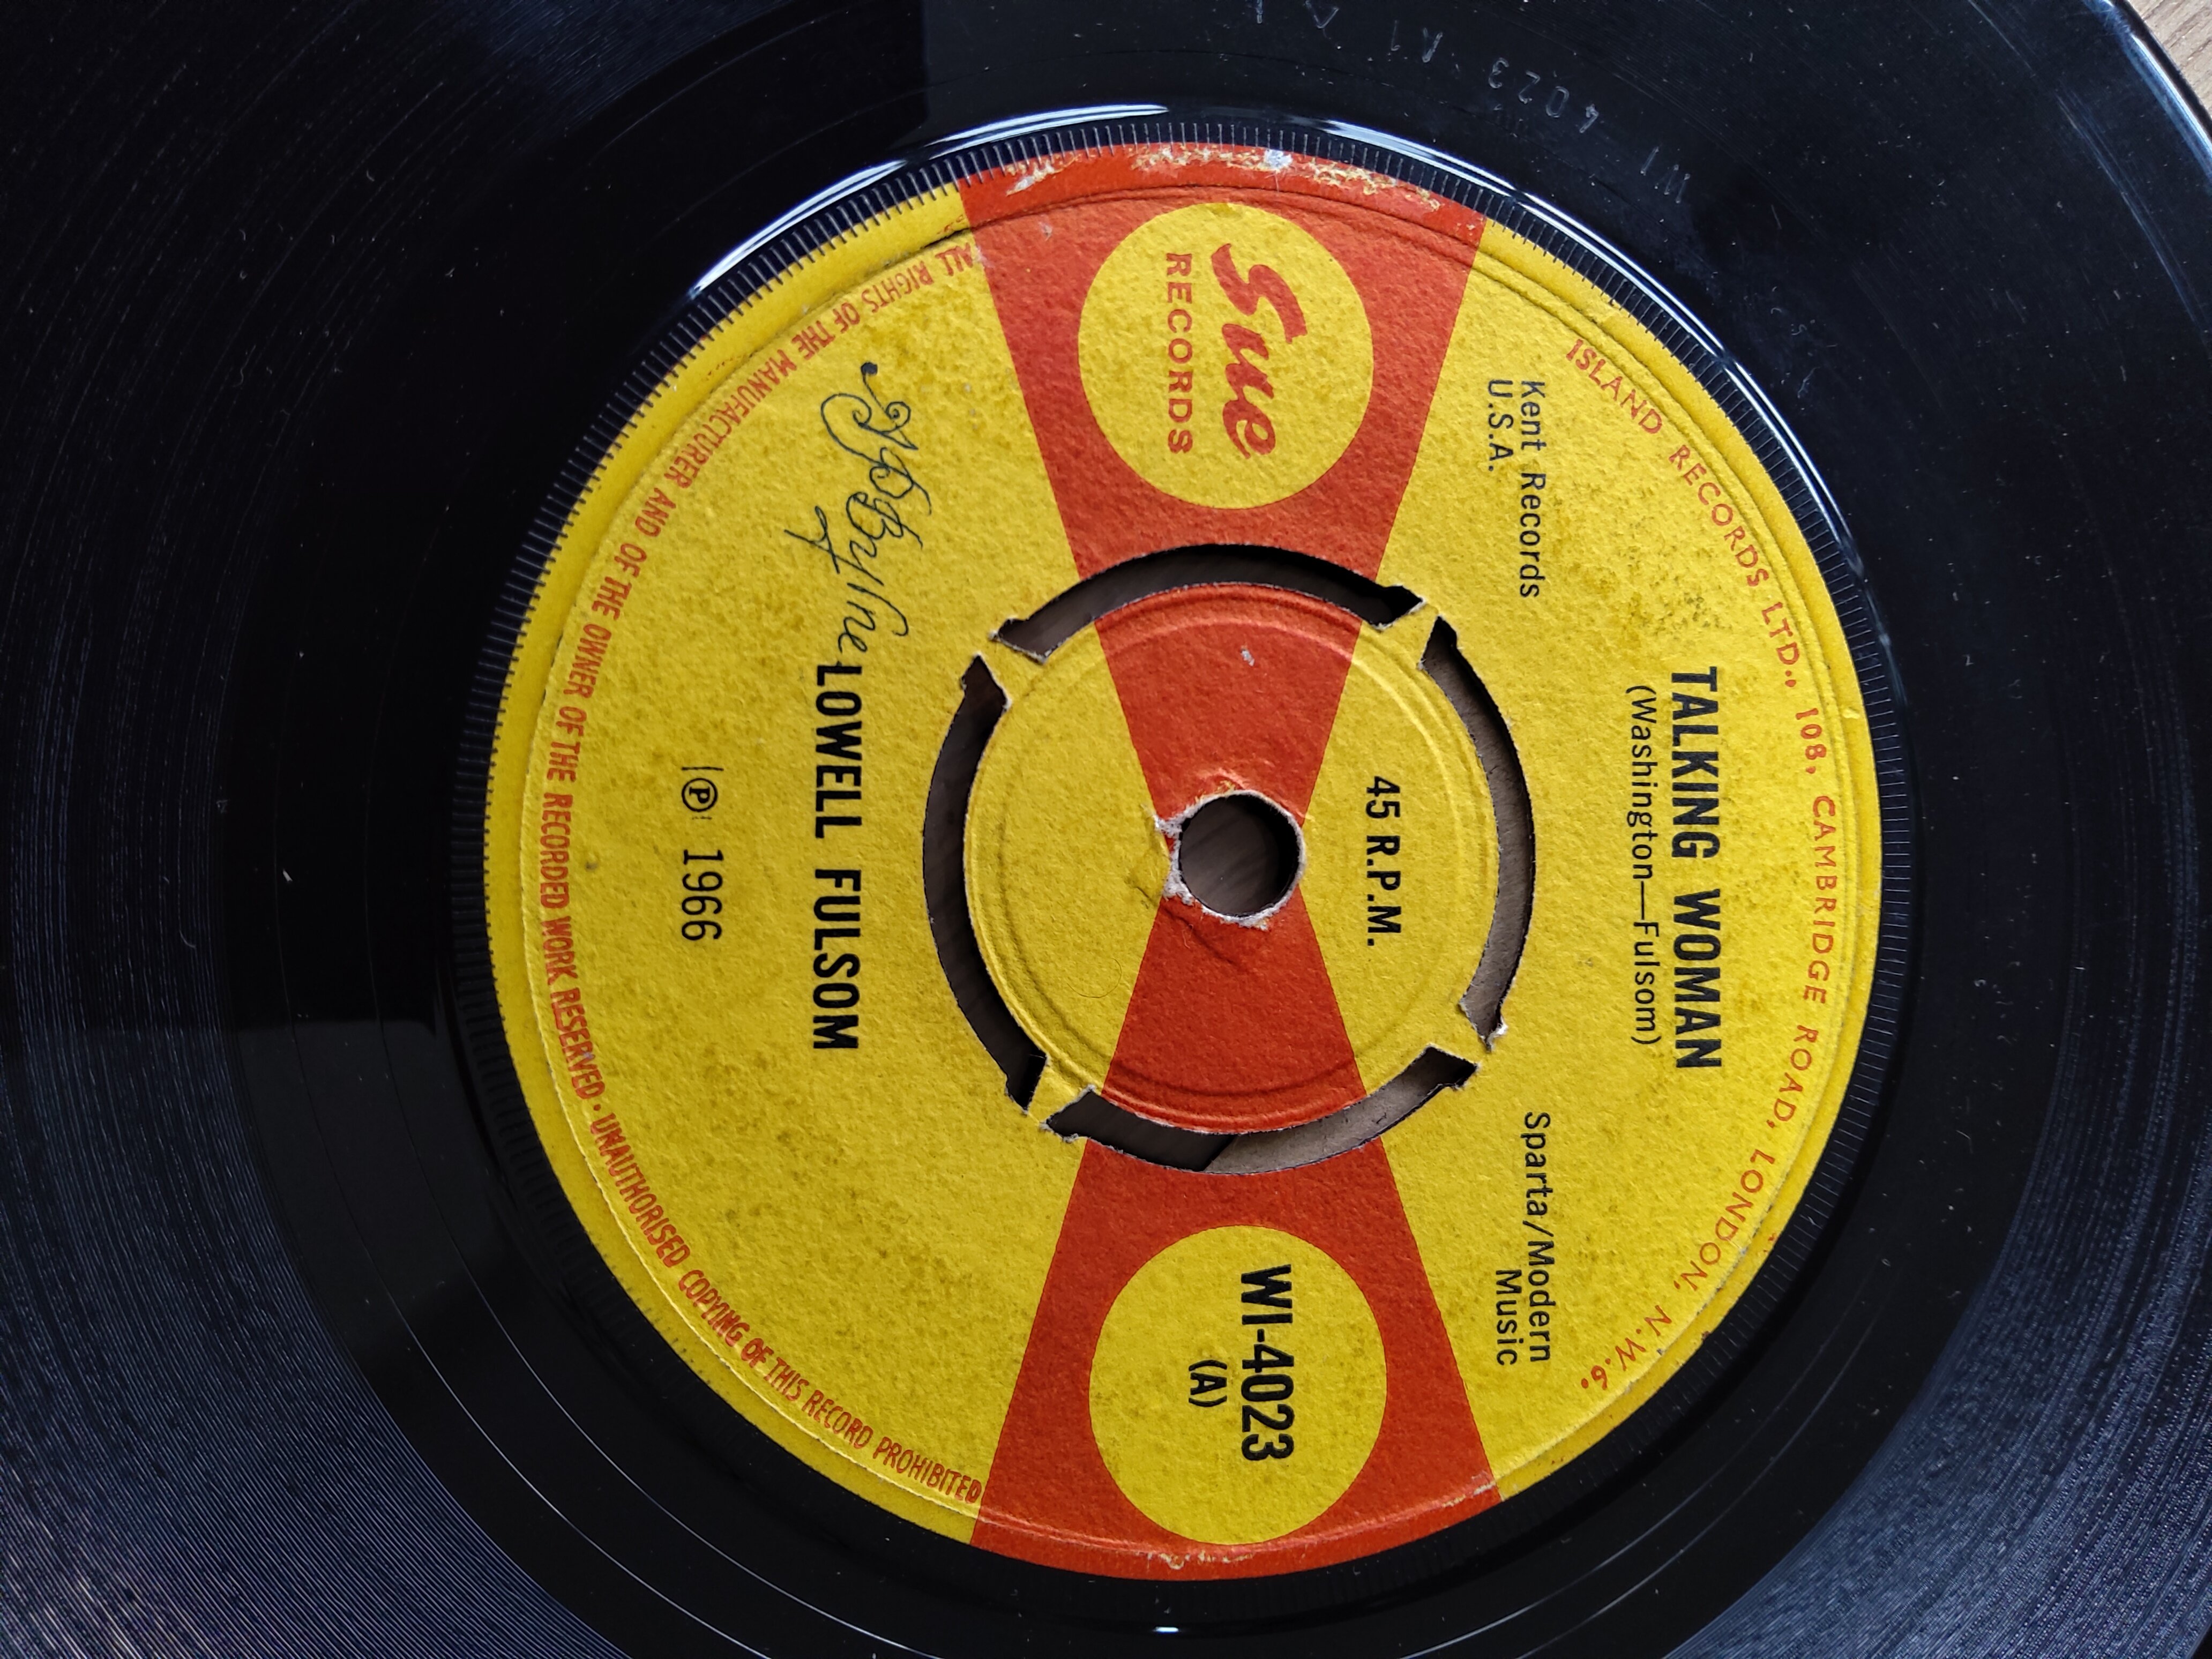 ISLAND RECORDS LTD., 108, CAMBRIDGE ROAD, LONDON, N.W.6.
TALKING WOMAN
(Washington—Fulsom)
Kent Records
U.S.A.
Sparta/Modern
Music
45 R.P.M.
Sue
RECORDS
WI-4023
(A)
LOWELL FULSOM
℗ 1966
ALL RIGHTS OF THE MANUFACTURER AND OF THE OWNER OF THE RECORDED WORK RESERVED · UNAUTHORISED COPYING OF THIS RECORD PROHIBITED
WI 4023 A1